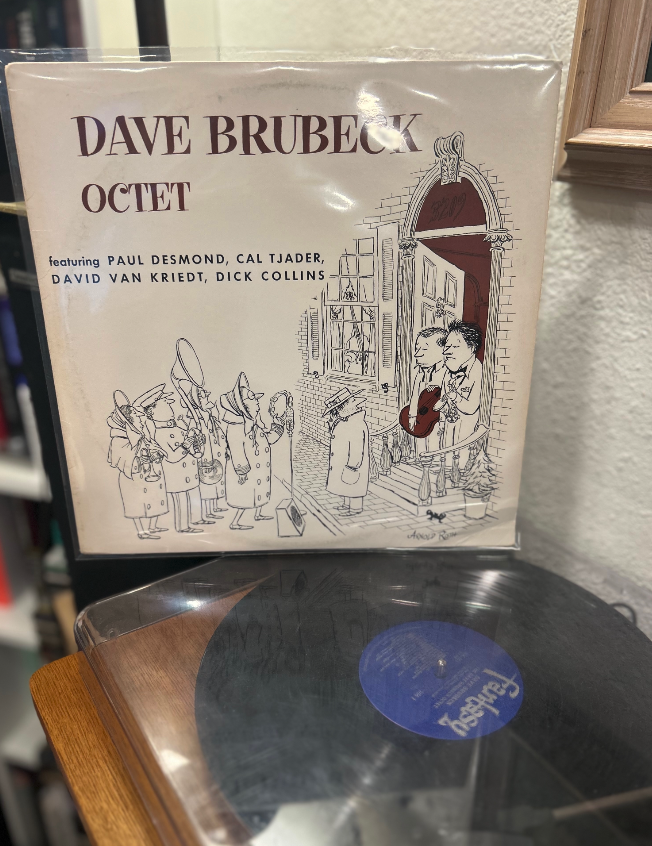 DAVE BRUBECK
OCTET
featuring PAUL DESMOND, CAL TJADER,
DAVID VAN KRIEDT, DICK COLLINS
fantasy